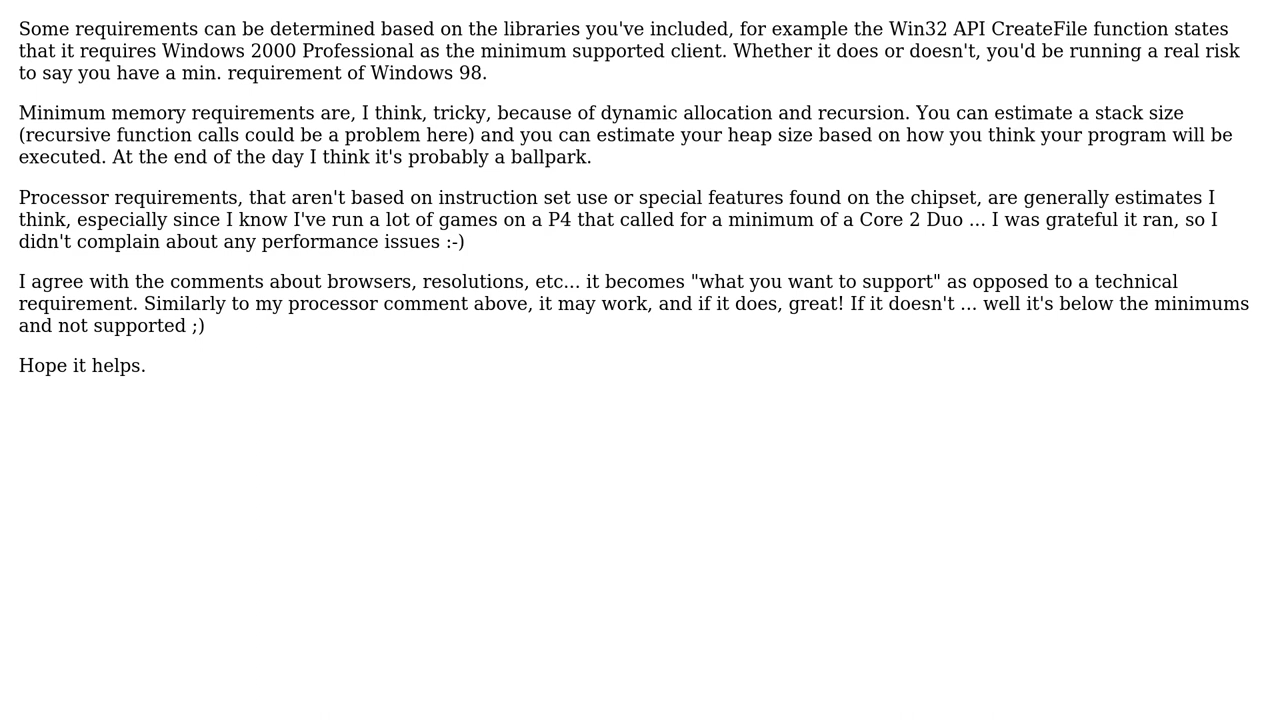 Some requirements can be determined based on the libraries you've included, for example the Win32 API CreateFile function states
that it requires Windows 2000 Professional as the minimum supported client. Whether it does or doesn't, you'd be running a real risk
to say you have a min. requirement of Windows 98.
Minimum memory requirements are, I think, tricky, because of dynamic allocation and recursion. You can estimate a stack size
(recursive function calls could be a problem here) and you can estimate your heap size based on how you think your program will be
executed. At the end of the day I think it's probably a ballpark.
Processor requirements, that aren't based on instruction set use or special features found on the chipset, are generally estimates I
think, especially since I know I've run a lot of games on a P4 that called for a minimum of a Core 2 Duo ... I was grateful it ran, so I
didn't complain about any performance issues :-)
I agree with the comments about browsers, resolutions, etc... it becomes "what you want to support" as opposed to a technical
requirement. Similarly to my processor comment above, it may work, and if it does, great! If it doesn't ... well it's below the minimums
and not supported ;)
Hope it helps.